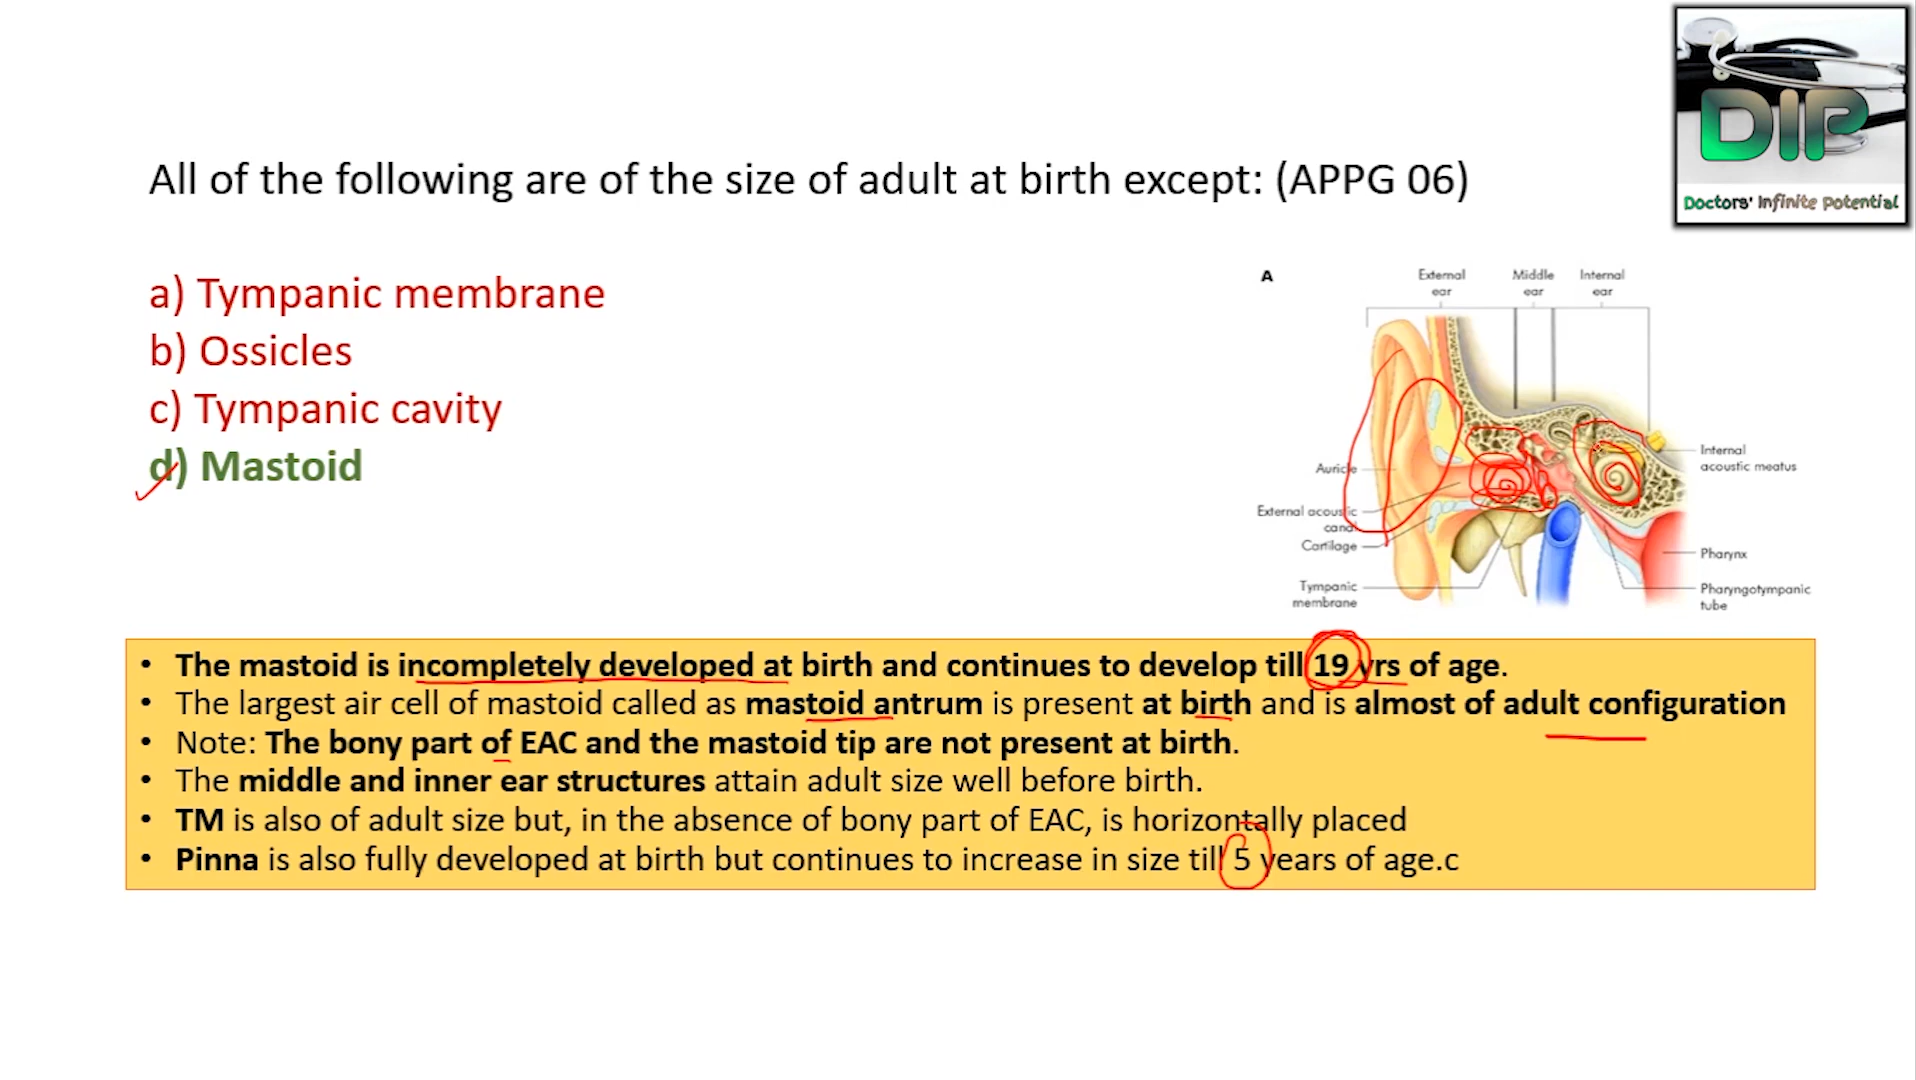 DIP
Doctors' Infinite Potential
All of the following are of the size of adult at birth except: (APPG 06)
a) Tympanic membrane
b) Ossicles
c) Tympanic cavity
d) Mastoid
A
External
ear
Middle
ear
Internal
ear
Auricle
External acoustic
canal
Cartilage
Tympanic
membrane
Internal
acoustic meatus
Pharynx
Pharyngotympanic
tube
• The mastoid is incompletely developed at birth and continues to develop till 19 yrs of age.
• The largest air cell of mastoid called as mastoid antrum is present at birth and is almost of adult configuration
• Note: The bony part of EAC and the mastoid tip are not present at birth.
• The middle and inner ear structures attain adult size well before birth.
• TM is also of adult size but, in the absence of bony part of EAC, is horizontally placed
• Pinna is also fully developed at birth but continues to increase in size till 5 years of age.c